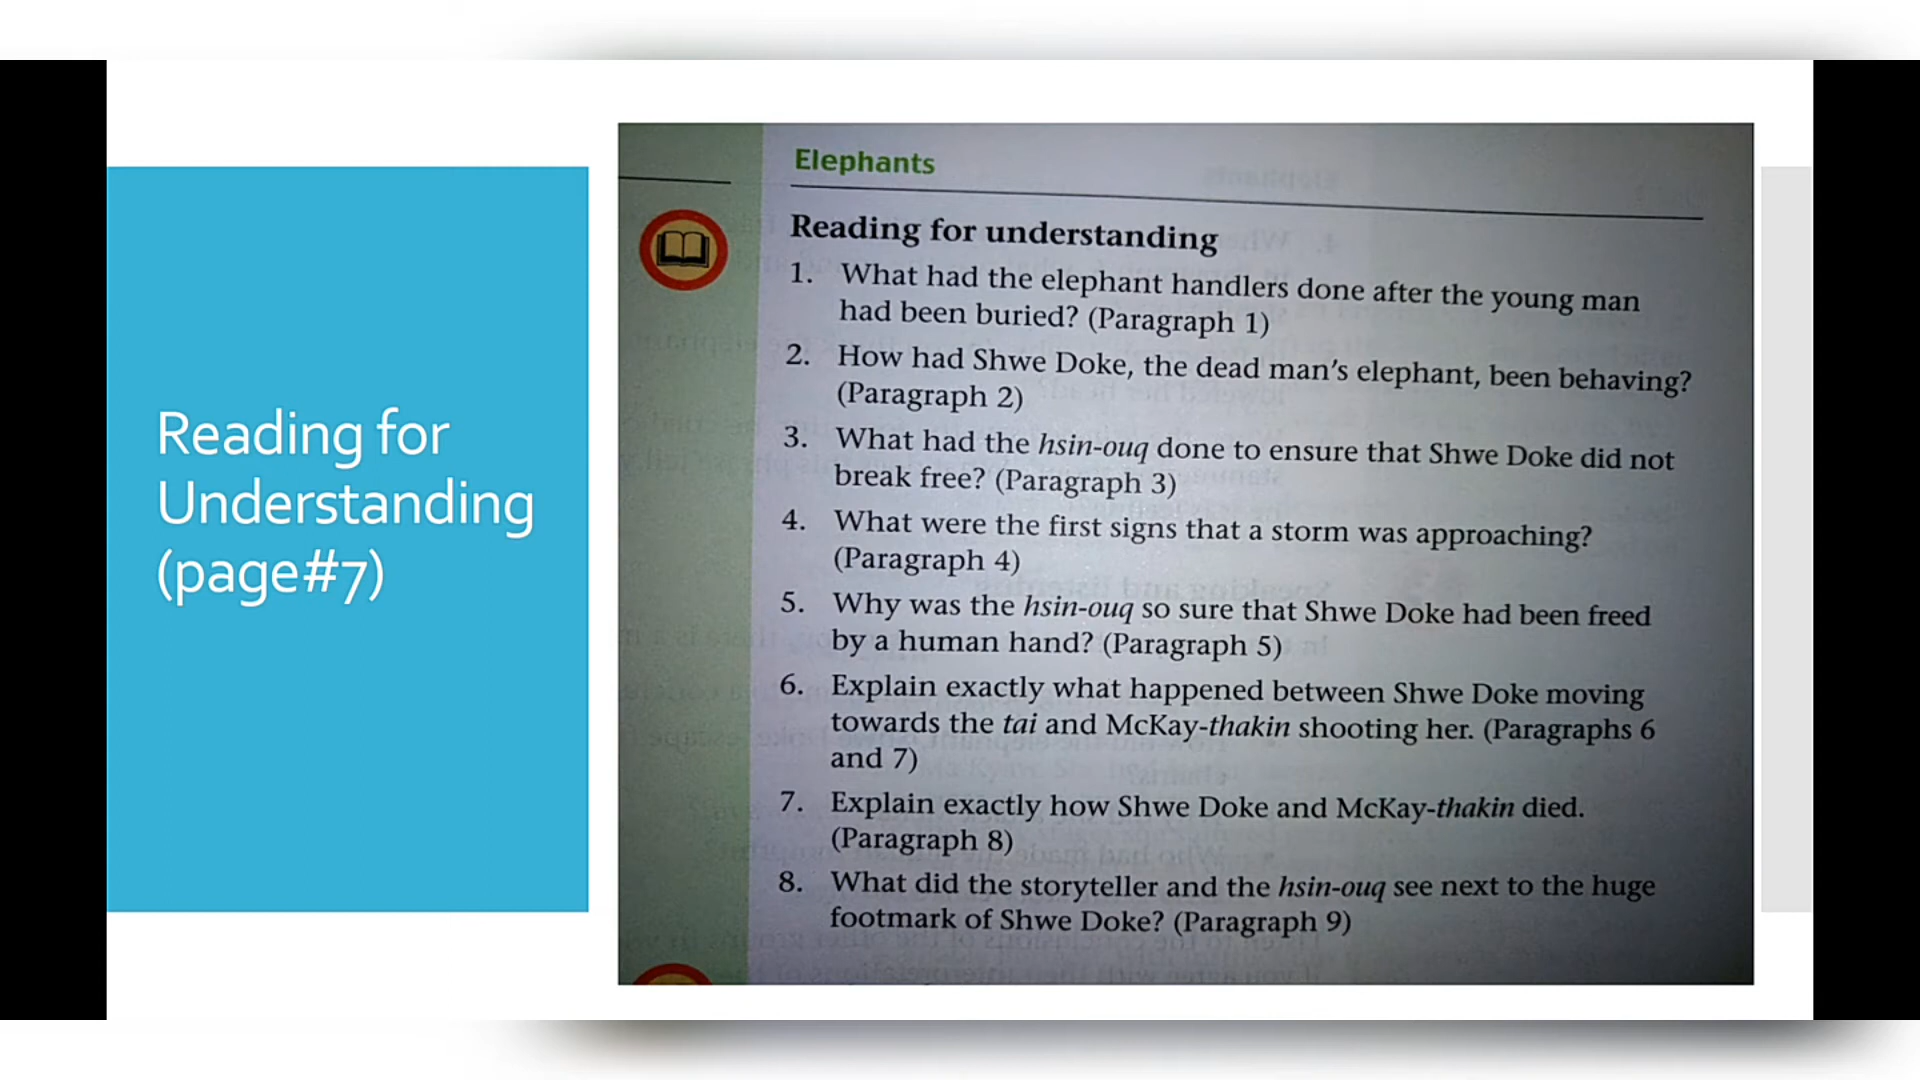 Reading for
Understanding
(page#7)
Elephants
Reading for understanding
1. What had the elephant handlers done after the young man
had been buried? (Paragraph 1)
2. How had Shwe Doke, the dead man's elephant, been behaving?
(Paragraph 2)
3. What had the hsin-ouq done to ensure that Shwe Doke did not
break free? (Paragraph 3)
4. What were the first signs that a storm was approaching?
(Paragraph 4)
5. Why was the hsin-ouq so sure that Shwe Doke had been freed
by a human hand? (Paragraph 5)
6. Explain exactly what happened between Shwe Doke moving
towards the tai and McKay-thakin shooting her. (Paragraphs 6
and 7)
7. Explain exactly how Shwe Doke and McKay-thakin died.
(Paragraph 8)
8. What did the storyteller and the hsin-ouq see next to the huge
footmark of Shwe Doke? (Paragraph 9)